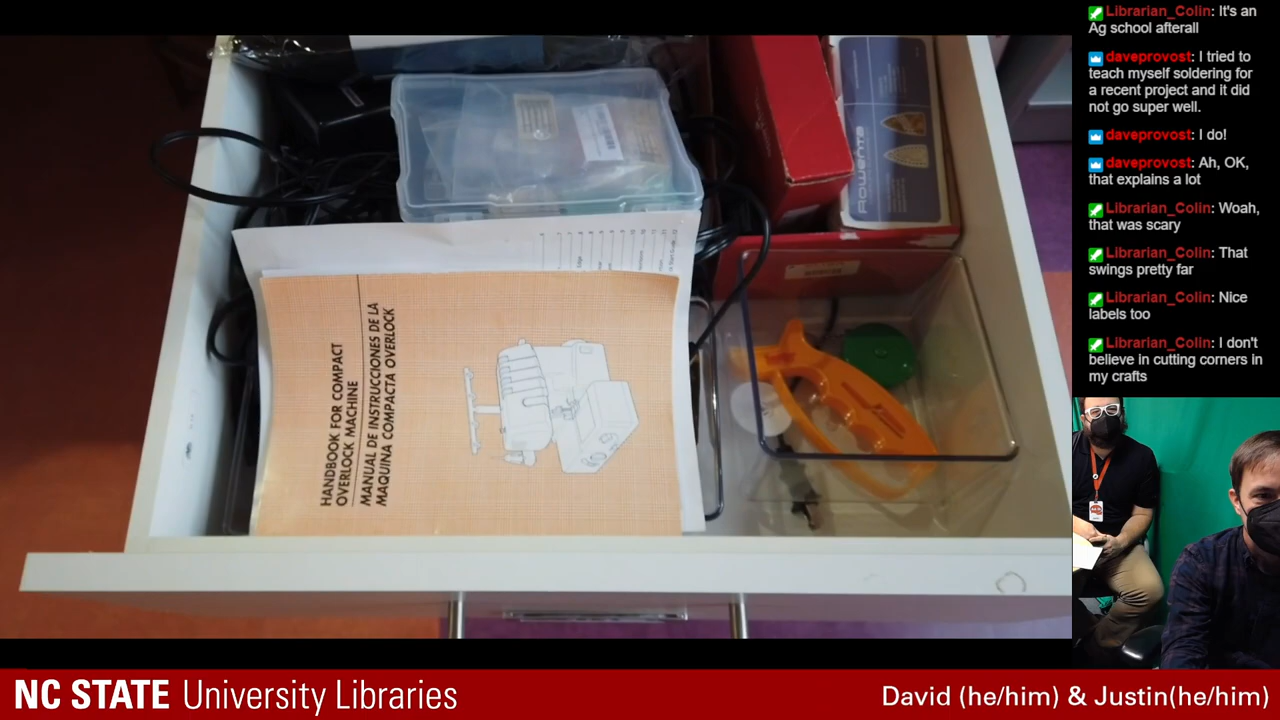 Librarian_Colin: It's an
Ag school afterall
daveprovost: I tried to
teach myself soldering for
a recent project and it did
not go super well.
daveprovost: I do!
daveprovost: Ah, OK,
that explains a lot
Librarian_Colin: Woah,
that was scary
Librarian_Colin: That
swings pretty far
Librarian_Colin: Nice
labels too
Librarian_Colin: I don't
believe in cutting corners in
my crafts
ROWENTA
HANDBOOK FOR COMPACT
OVERLOCK MACHINE
MANUAL DE INSTRUCCIONES DE LA
MAQUINA COMPACTA OVERLOCK
NC STATE University Libraries
David (he/him) & Justin(he/him)